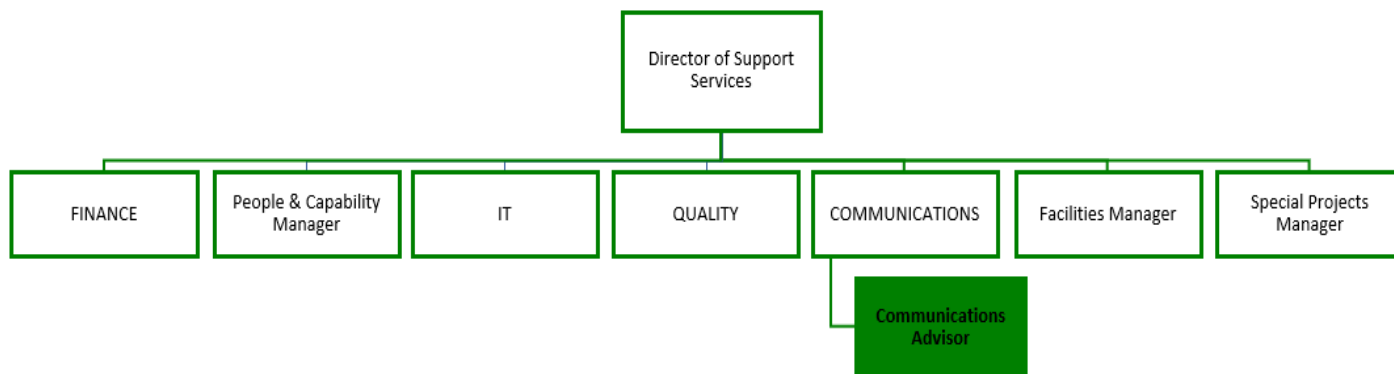 Director of Support
Services
FINANCE
People & Capability
Manager
IT
QUALITY
COMMUNICATIONS
Facilities Manager
Special Projects
Manager
Communications
Advisor